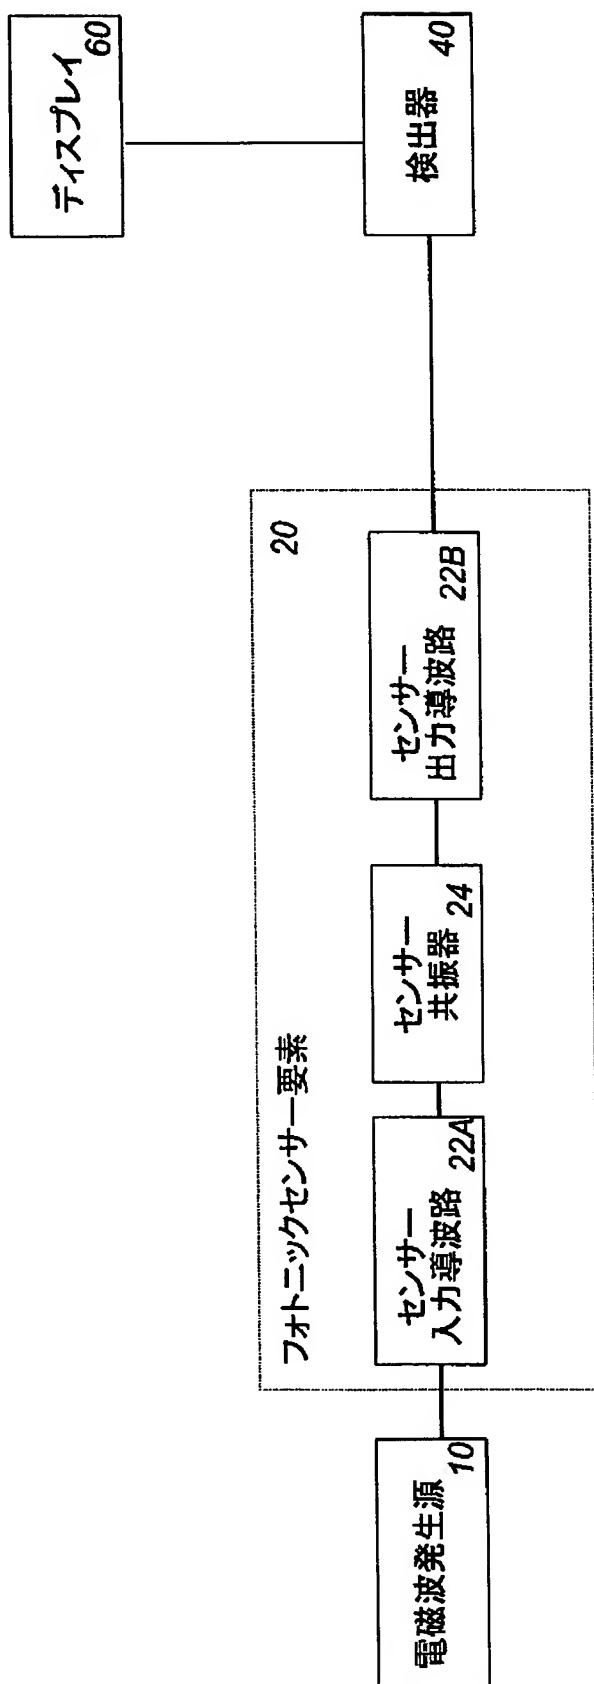 電磁波発生源
10
フォトニックセンサー要素
20
センサー
入力導波路
22A
センサー
共振器
24
センサー
出力導波路
22B
検出器
40
ディスプレイ
60